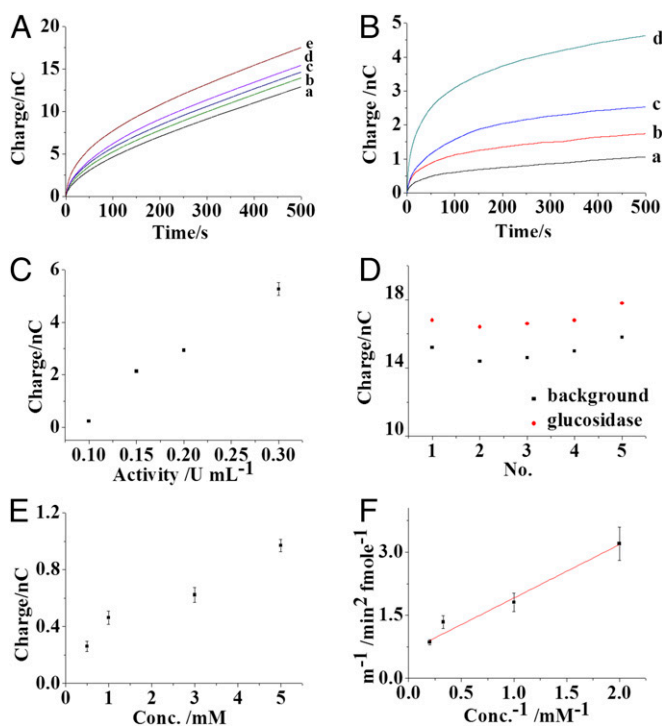 A
20
15
10
5
0
Charge/nC
e
d
c
b
a
0 100 200 300 400 500
Time/s
B
5
4
3
2
1
0
Charge /nC
d
c
b
a
0 100 200 300 400 500
Time/s
C
6
4
2
0
Charge/nC
0.10 0.15 0.20 0.25 0.30
Activity /U mL-1
D
18
14
10
Charge/nC
background
glucosidase
1 2 3 4 5
No.
E
1.2
0.8
0.4
0.0
Charge/nC
0 1 2 3 4 5
Conc. /mM
F
3.0
1.5
0.0
m-1 /min2 fmole-1
0.0 0.5 1.0 1.5 2.0
Conc.-1 /mM-1